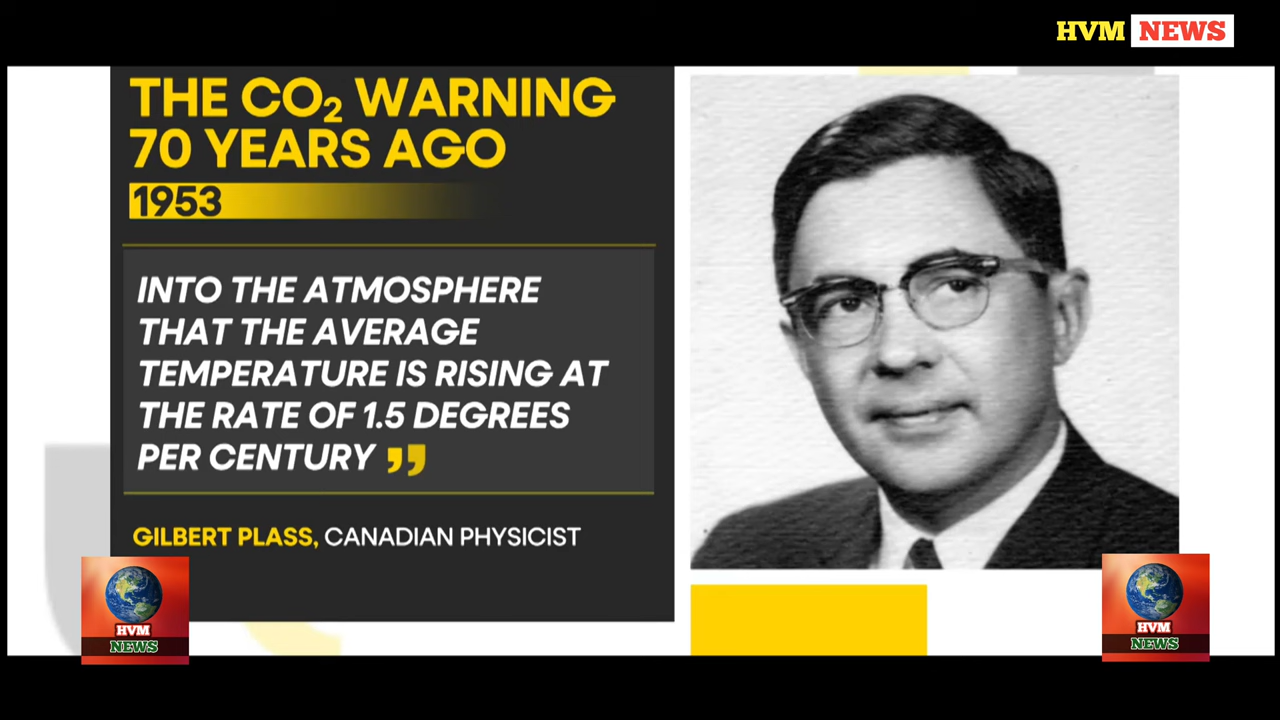 HVM NEWS
THE CO₂ WARNING
70 YEARS AGO
1953
INTO THE ATMOSPHERE
THAT THE AVERAGE
TEMPERATURE IS RISING AT
THE RATE OF 1.5 DEGREES
PER CENTURY ”
GILBERT PLASS, CANADIAN PHYSICIST
HVM
NEWS
HVM
NEWS